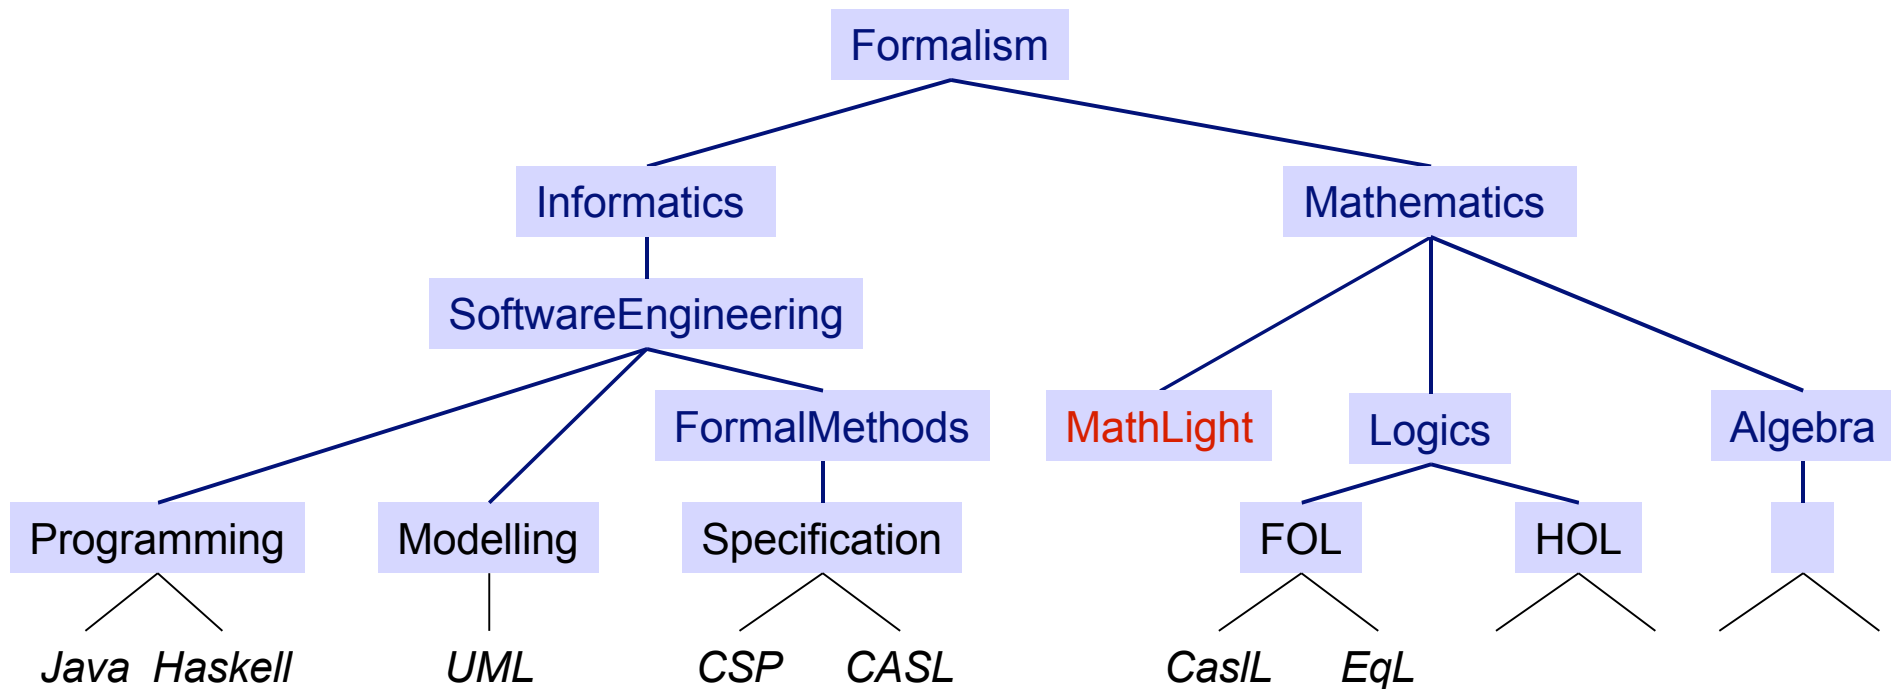 Formalism
Informatics Mathematics
SoftwareEngineering
FormalMethods MathLight Logics Algebra
Programming Modelling Specification FOL HOL
Java Haskell UML CSP CASL CaslL EqL